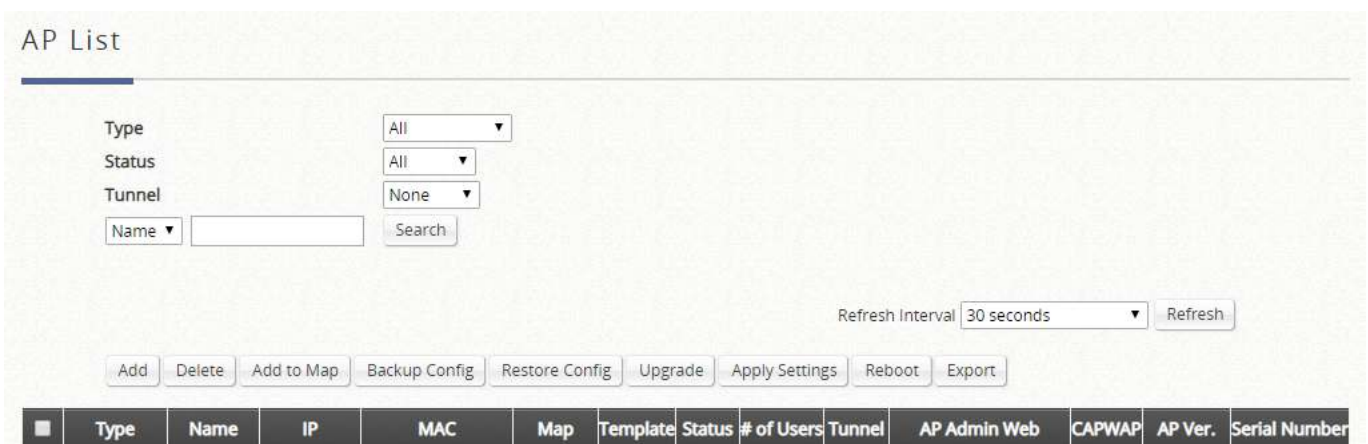 AP List
Type All
Status All
Tunnel None
Name Search
Refresh Interval 30 seconds Refresh
Add Delete Add to Map Backup Config Restore Config Upgrade Apply Settings Reboot Export
Type Name IP MAC Map Template Status # of Users Tunnel AP Admin Web CAPWAP AP Ver. Serial Number